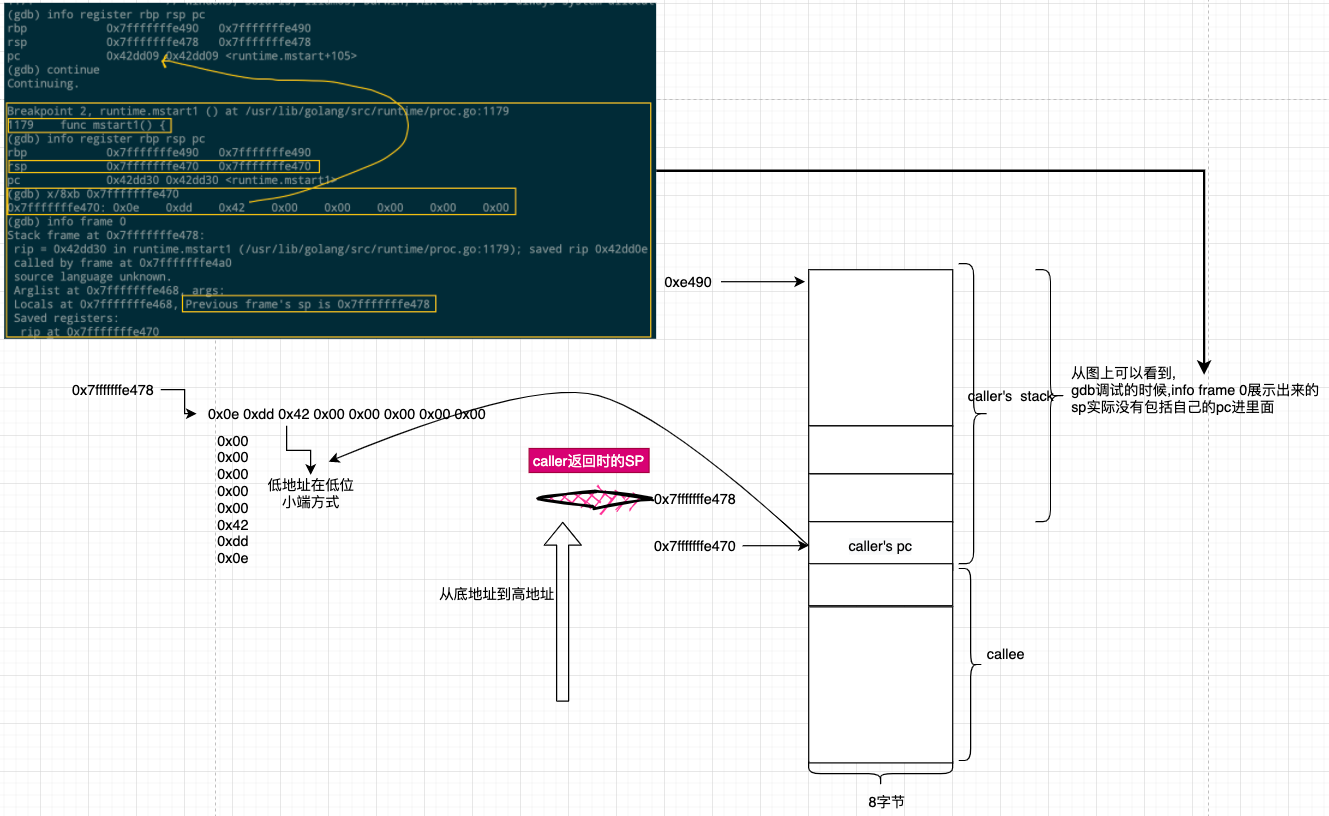 (gdb) info register rbp rsp pc
rbp 0x7fffffffe490 0x7fffffffe490
rsp 0x7fffffffe478 0x7fffffffe478
pc 0x42dd09 0x42dd09 <runtime.mstart+105>
(gdb) continue
Continuing.
Breakpoint 2, runtime.mstart1 () at /usr/lib/golang/src/runtime/proc.go:1179
1179 func mstart1() {
(gdb) info register rbp rsp pc
rbp 0x7fffffffe490 0x7fffffffe490
rsp 0x7fffffffe470 0x7fffffffe470
pc 0x42dd30 0x42dd30 <runtime.mstart1>
(gdb) x/8xb 0x7fffffffe470
0x7fffffffe470: 0x0e 0xdd 0x42 0x00 0x00 0x00 0x00 0x00
(gdb) info frame 0
Stack frame at 0x7fffffffe478:
rip = 0x42dd30 in runtime.mstart1 (/usr/lib/golang/src/runtime/proc.go:1179); saved rip 0x42dd0e
called by frame at 0x7fffffffe4a0
source language unknown.
Arglist at 0x7fffffffe468, args:
Locals at 0x7fffffffe468, Previous frame's sp is 0x7fffffffe478
Saved registers:
rip at 0x7fffffffe470
0xe490
caller's stack
从图上可以看到,
gdb调试的时候,info frame 0展示出来的
sp实际没有包括自己的pc进里面
0x7ffffffe478
0x0e 0xdd 0x42 0x00 0x00 0x00 0x00 0x00
0x00
0x00
0x00
0x00
0x00
0x42
0xdd
0x0e
低地址在低位
小端方式
caller返回时的SP
0x7ffffffe478
0x7ffffffe470
caller's pc
从底地址到高地址
callee
8字节